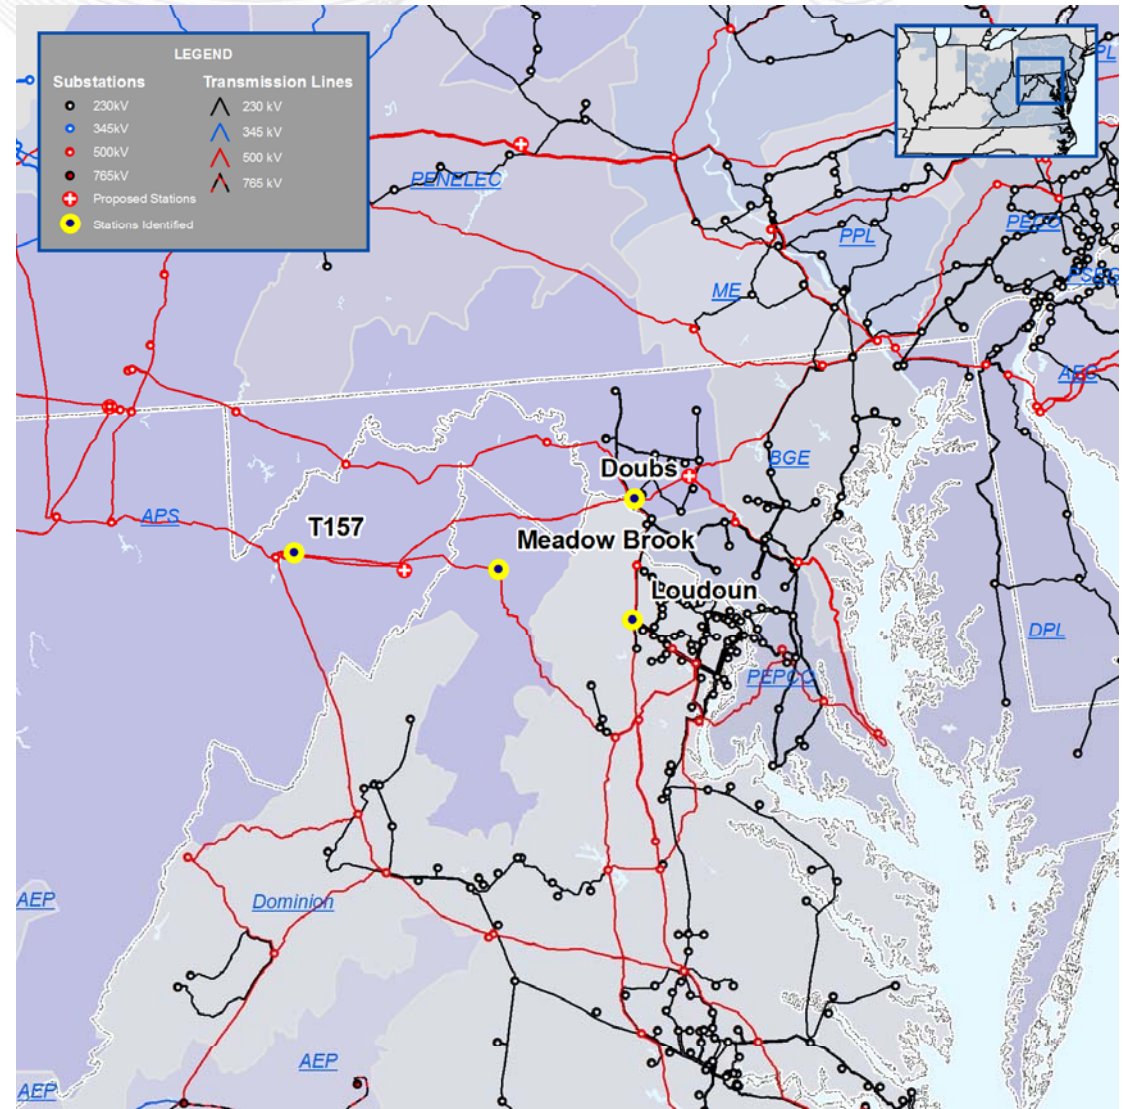 LEGEND
Substations
Transmission Lines
230kV
230 kV
345kV
345 kV
500kV
500 kV
765kV
765 kV
Proposed Stations
Stations Identified
PL
PENELEC
PPL
PECO
PSEG
ME
AEC
Doubs
BGE
APS
T157
Meadow Brook
Loudoun
DPL
PEPCO
AEP
Dominion
AEP
AEP